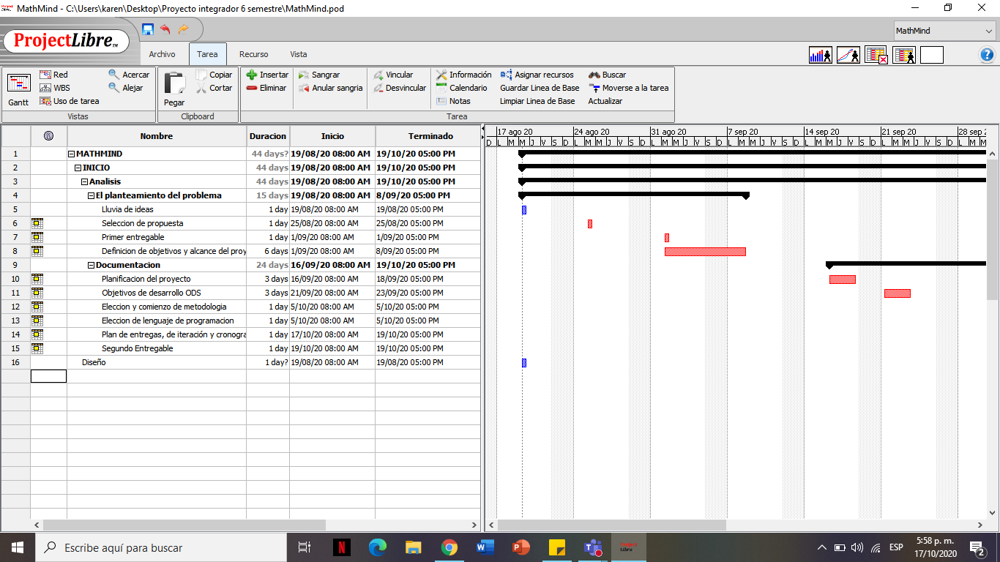 MathMind - C:\Users\karen\Desktop\Proyecto integrador 6 semestre\MathMind.pod
ProjectLibre TM
MathMind
Archivo Tarea Recurso Vista
Gantt
Red
WBS
Uso de tarea
Acercar
Alejar
Vistas
Pegar
Copiar
Cortar
Clipboard
Insertar
Eliminar
Sangrar
Anular sangria
Vincular
Desvincular
Información
Calendario
Notas
Asignar recursos
Guardar Linea de Base
Limpiar Linea de Base
Buscar
Moverse a la tarea
Actualizar
Tarea
Nombre Duracion Inicio Terminado
1 MATHMIND 44 days? 19/08/20 08:00 AM 19/10/20 05:00 PM
2 INICIO 44 days 19/08/20 08:00 AM 19/10/20 05:00 PM
3 Analisis 44 days 19/08/20 08:00 AM 19/10/20 05:00 PM
4 El planteamiento del problema 15 days 19/08/20 08:00 AM 8/09/20 05:00 PM
5 Lluvia de ideas 1 day 19/08/20 08:00 AM 19/08/20 05:00 PM
6 Seleccion de propuesta 1 day 25/08/20 08:00 AM 25/08/20 05:00 PM
7 Primer entregable 1 day 1/09/20 08:00 AM 1/09/20 05:00 PM
8 Definicion de objetivos y alcance del proy 6 days 1/09/20 08:00 AM 8/09/20 05:00 PM
9 Documentacion 24 days 16/09/20 08:00 AM 19/10/20 05:00 PM
10 Planificacion del proyecto 3 days 16/09/20 08:00 AM 18/09/20 05:00 PM
11 Objetivos de desarrollo ODS 3 days 21/09/20 08:00 AM 23/09/20 05:00 PM
12 Eleccion y comienzo de metodologia 1 day 5/10/20 08:00 AM 5/10/20 05:00 PM
13 Eleccion de lenguaje de programacion 1 day 5/10/20 08:00 AM 5/10/20 05:00 PM
14 Plan de entregas, de iteración y cronogra 1 day 17/10/20 08:00 AM 19/10/20 05:00 PM
15 Segundo Entregable 1 day 19/10/20 08:00 AM 19/10/20 05:00 PM
16 Diseño 1 day? 19/08/20 08:00 AM 19/08/20 05:00 PM
17 ago 20 24 ago 20 31 ago 20 7 sep 20 14 sep 20 21 sep 20 28 sep 2
D L M M J V S D L M M J V S D L M M J V S D L M M J V S D L M M J V S D L M M J V S D L M M
Escribe aquí para buscar
ESP
5:58 p. m.
17/10/2020
2